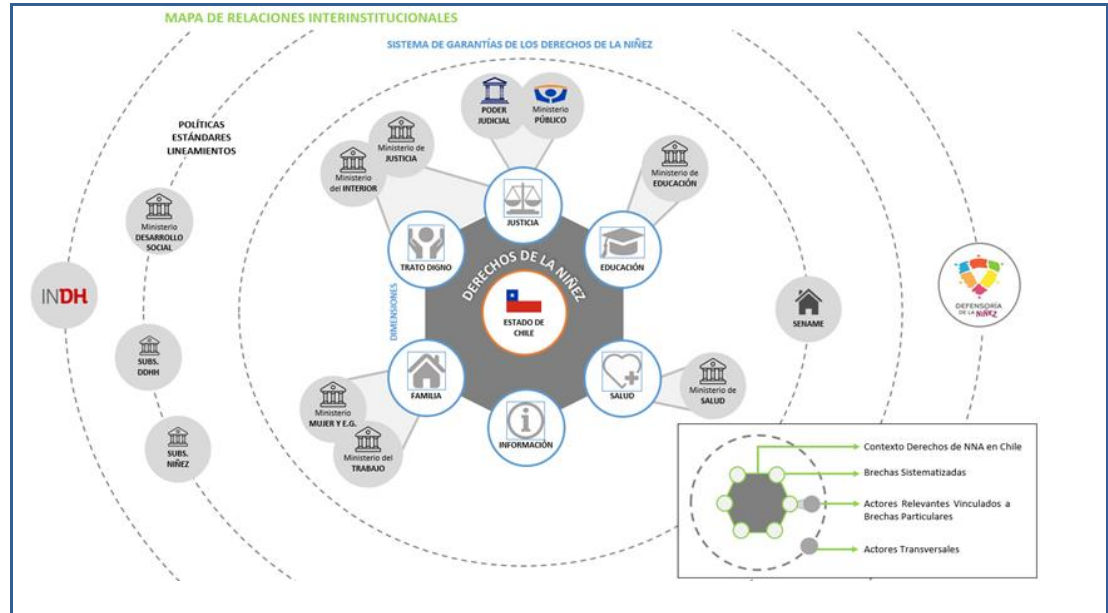 MAPA DE RELACIONES INTERINSTITUCIONALES
SISTEMA DE GARANTÍAS DE LOS DERECHOS DE LA NIÑEZ
POLÍTICAS
ESTÁNDARES
LINEAMIENTOS
PODER
JUDICIAL
Ministerio
PÚBLICO
Ministerio de
JUSTICIA
Ministerio
del INTERIOR
Ministerio de
EDUCACIÓN
Ministerio
DESARROLLO
SOCIAL
INDH
SUBS.
DDHH
SUBS.
NIÑEZ
JUSTICIA
TRATO DIGNO
EDUCACIÓN
DERECHOS DE LA NIÑEZ
DIMENSIONES
ESTADO DE
CHILE
FAMILIA
SALUD
INFORMACIÓN
Ministerio
MUJER Y E.G.
Ministerio del
TRABAJO
Ministerio de
SALUD
SENAME
DEFENSORÍA
DE LA NIÑEZ
Contexto Derechos de NNA en Chile
Brechas Sistematizadas
Actores Relevantes Vinculados a
Brechas Particulares
Actores Transversales